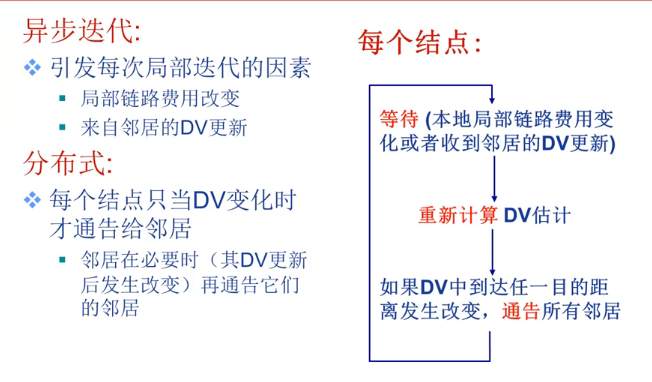 异步迭代:
引发每次局部迭代的因素
局部链路费用改变
来自邻居的DV更新
分布式:
每个结点只当DV变化时
才通告给邻居
邻居在必要时（其DV更新
后发生改变）再通告它们
的邻居
每个结点:
等待 (本地局部链路费用变
化或者收到邻居的DV更新)
重新计算 DV估计
如果DV中到达任一目的距
离发生改变，通告所有邻居